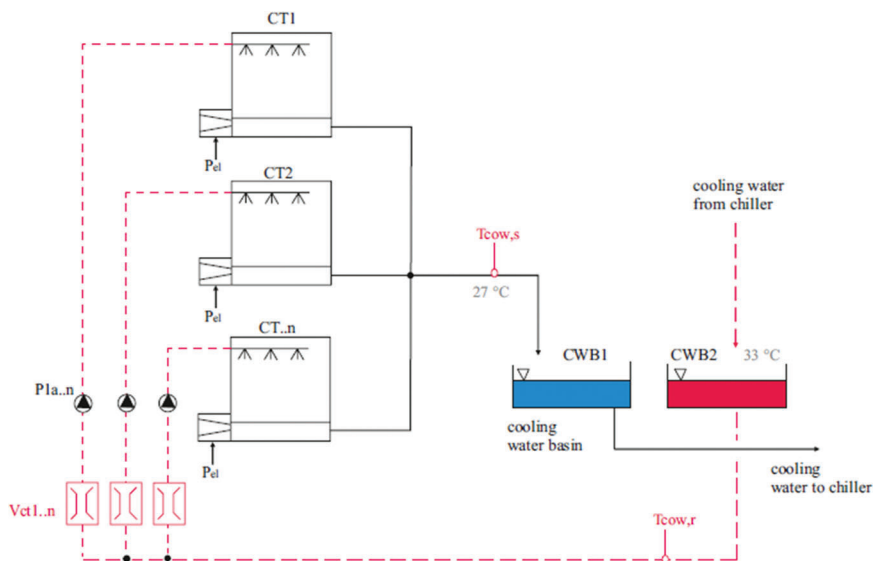 CT1
Pel
CT2
Pel
CT..n
Pel
P1a..n
Vct1..n
Tcow,s
27 °C
cooling water
from chiller
CWB1
CWB2
33 °C
cooling
water basin
cooling
water to chiller
Tcow,r